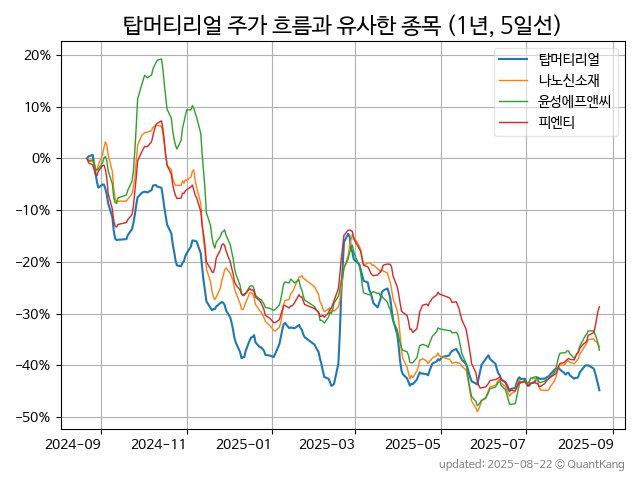 탑머티리얼 주가 흐름과 유사한 종목 (1년, 5일선)
탑머티리얼
나노신소재
윤성에프앤씨
피엔티
20%
10%
0%
−10%
−20%
−30%
−40%
−50%
2024-09 2024-11 2025-01 2025-03 2025-05 2025-07 2025-09
updated: 2025-08-22 © QuantKang